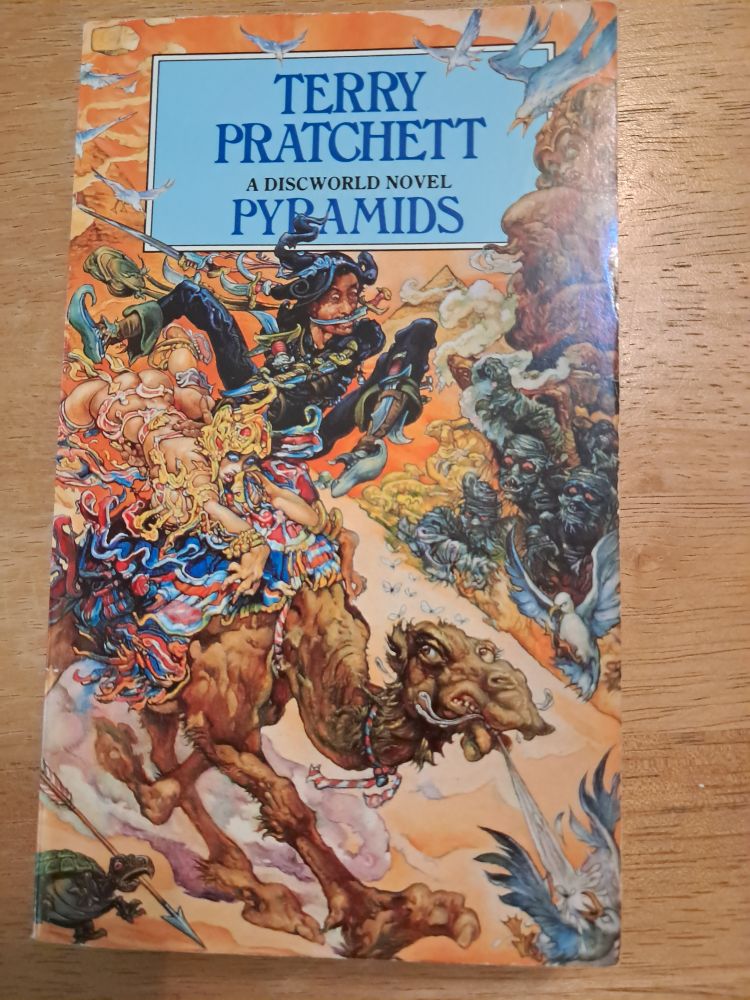 TERRY
PRATCHETT
A DISCWORLD NOVEL
PYRAMIDS